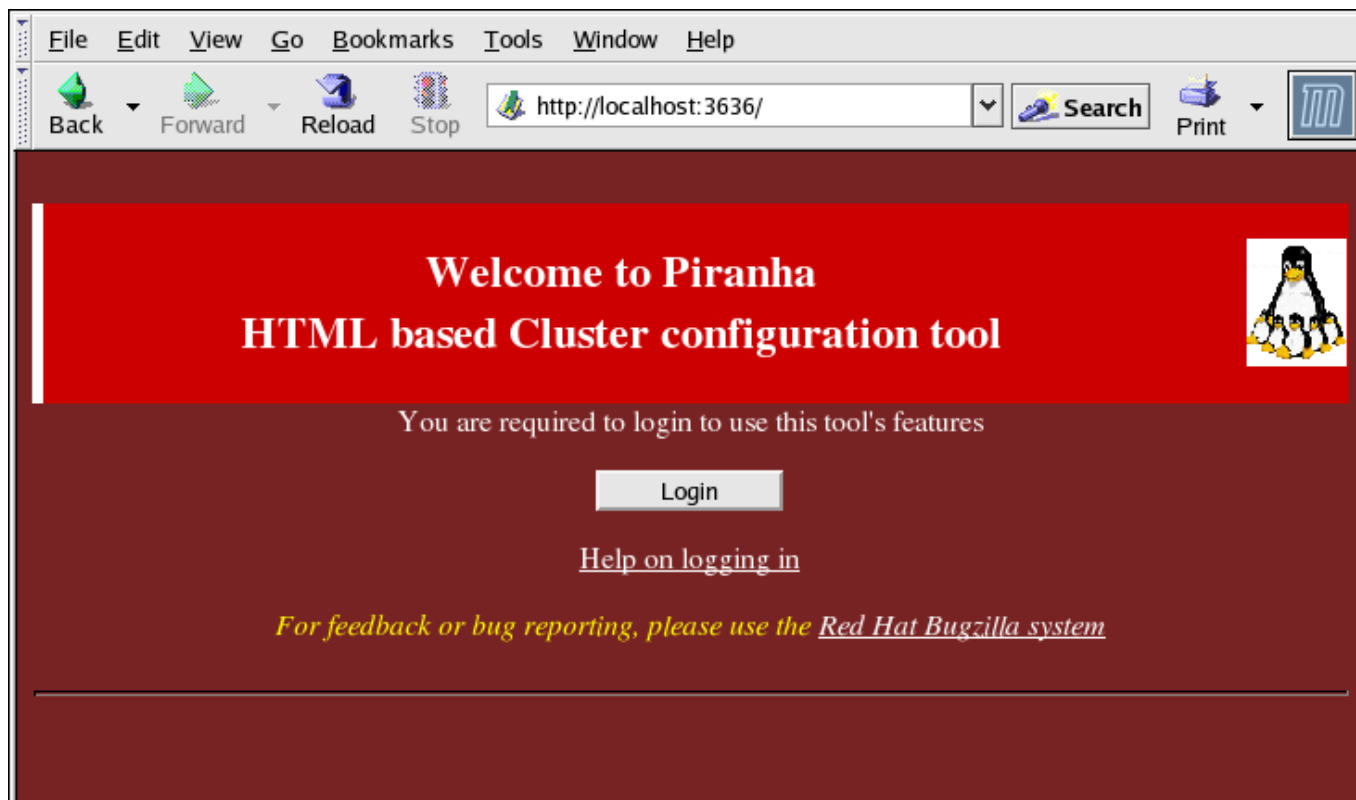 File Edit View Go Bookmarks Tools Window Help
Back Forward Reload Stop http://localhost:3636/ Search Print
Welcome to Piranha
HTML based Cluster configuration tool
You are required to login to use this tool's features
Login
Help on logging in
For feedback or bug reporting, please use the Red Hat Bugzilla system